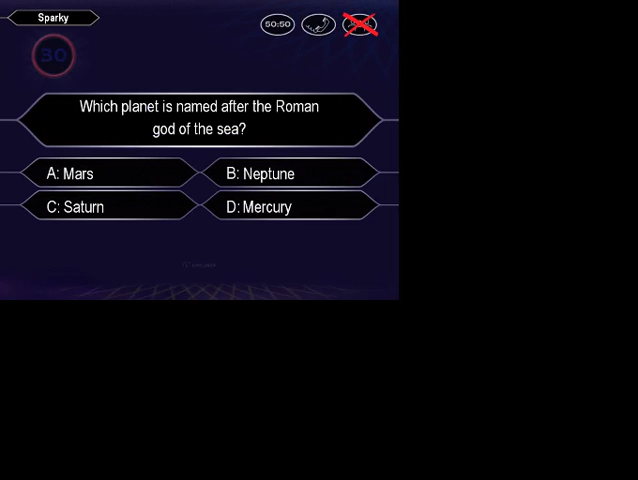 Sparky
50:50
30
Which planet is named after the Roman
god of the sea?
A: Mars
B: Neptune
C: Saturn
D: Mercury